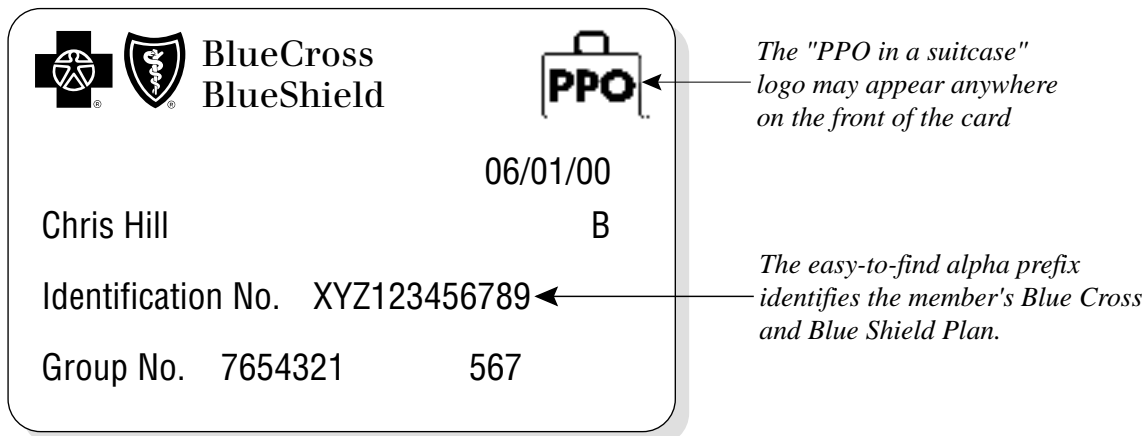 BlueCross
BlueShield
PPO
The "PPO in a suitcase"
logo may appear anywhere
on the front of the card
06/01/00
Chris Hill B
Identification No. XYZ123456789
The easy-to-find alpha prefix
identifies the member's Blue Cross
and Blue Shield Plan.
Group No. 7654321 567